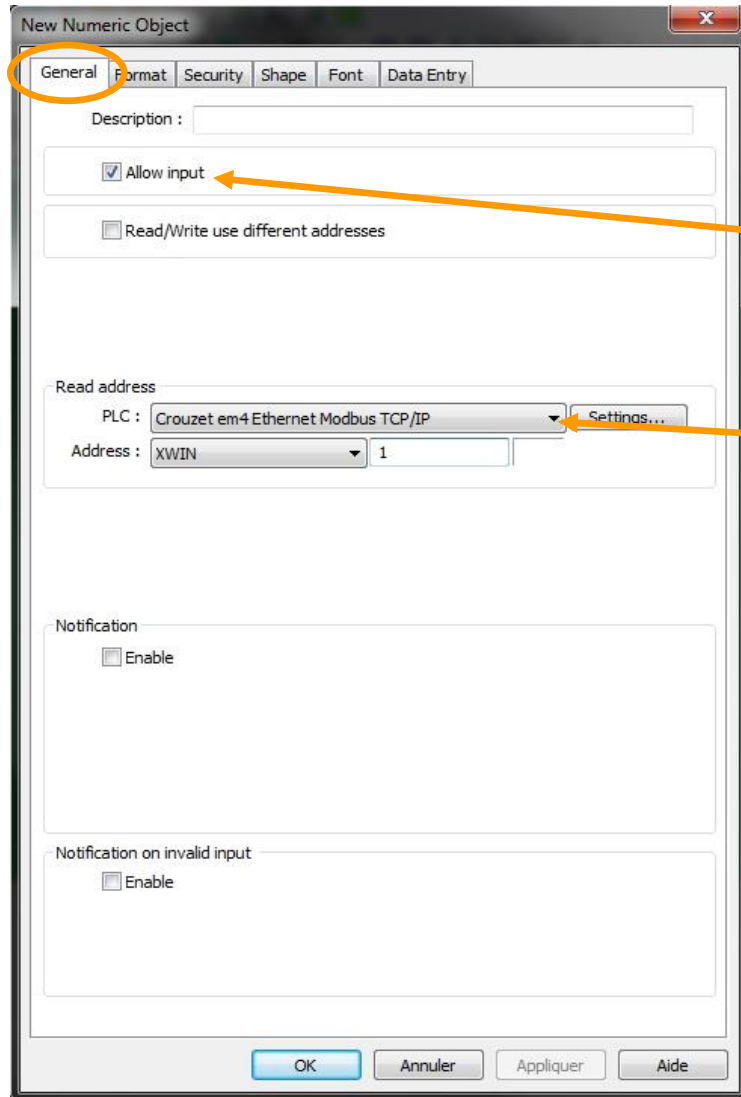 New Numeric Object
General Format Security Shape Font Data Entry
Description :
Allow input
Read/Write use different addresses
Read address
PLC : Crouzet em4 Ethernet Modbus TCP/IP Settings...
Address : XWIN 1
Notification
Enable
Notification on invalid input
Enable
OK Annuler Appliquer Aide